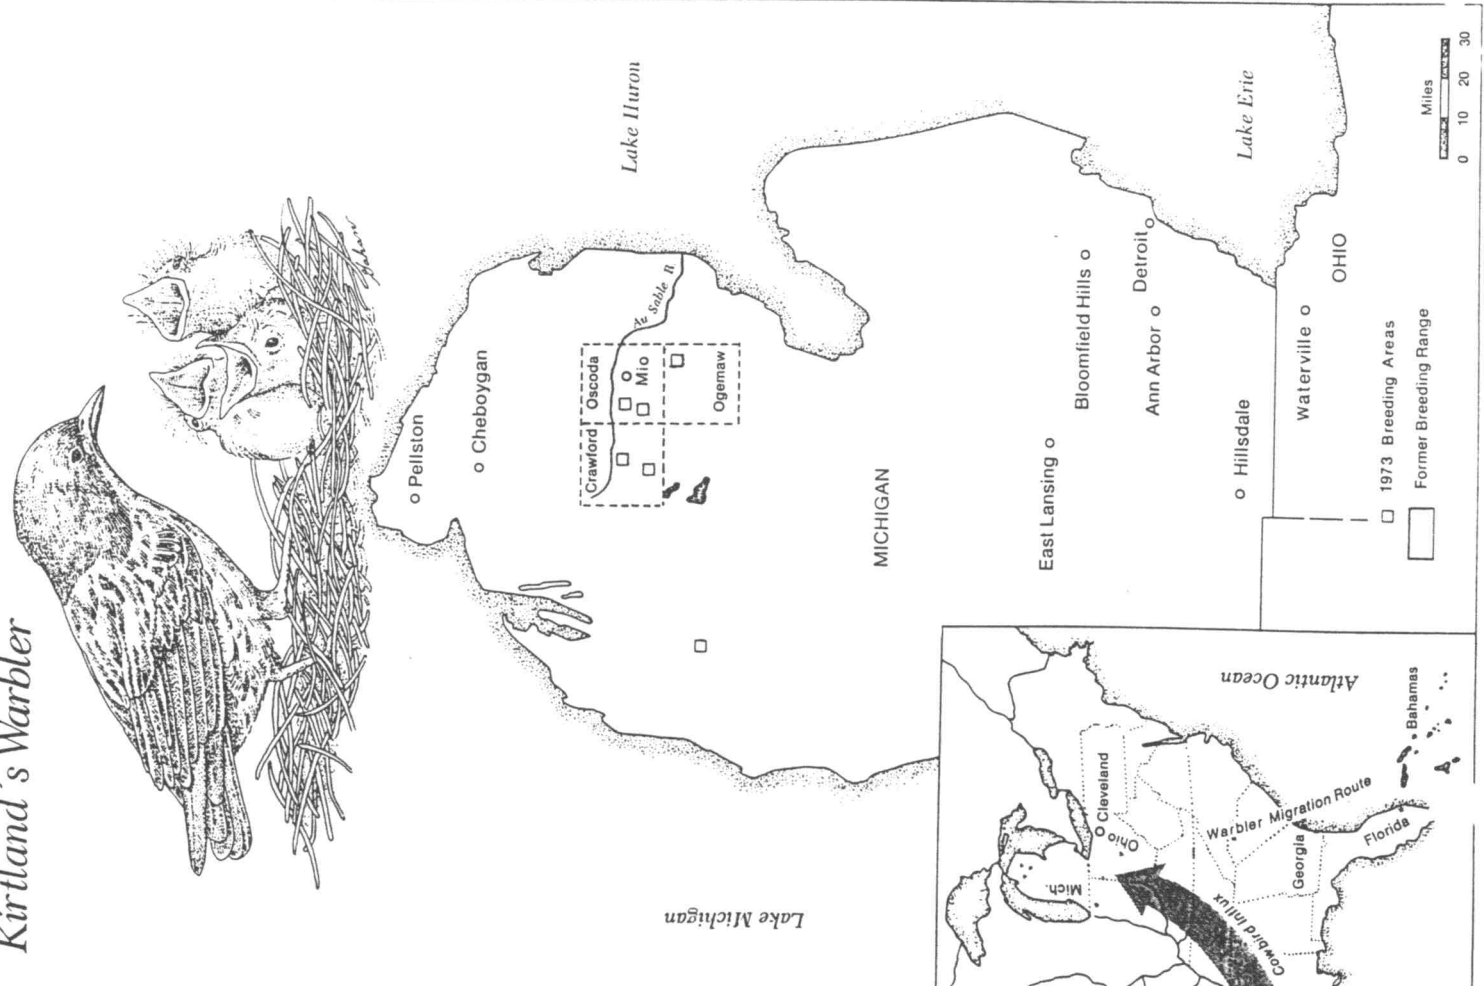 Kirtland's Warbler
Lake Huron
Pellston
Cheboygan
Crawford
Oscoda
Mio
Au Sable R
Ogemaw
MICHIGAN
East Lansing
Bloomfield Hills
Detroit
Ann Arbor
Hillsdale
Lake Erie
Waterville
OHIO
Lake Michigan
1973 Breeding Areas
Former Breeding Range
Miles
0 10 20 30
Atlantic Ocean
Cleveland
Ohio
Mich.
Warbler Migration Route
Georgia
Florida
Bahamas
Cowbird Influx